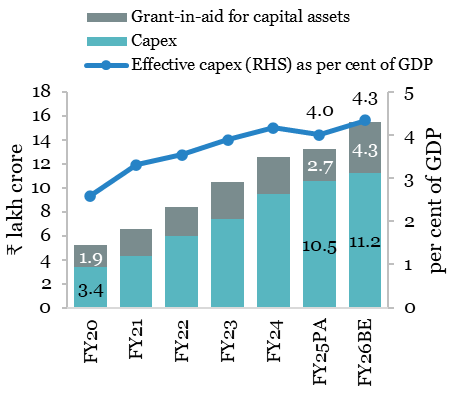 Grant-in-aid for capital assets
Capex
Effective capex (RHS) as per cent of GDP
₹ lakh crore
18
16
14
12
10
8
6
4
2
0
1.9
3.4
4.0
2.7
10.5
4.3
4.3
11.2
5
4
3
2
1
0
per cent of GDP
FY20
FY21
FY22
FY23
FY24
FY25PA
FY26BE